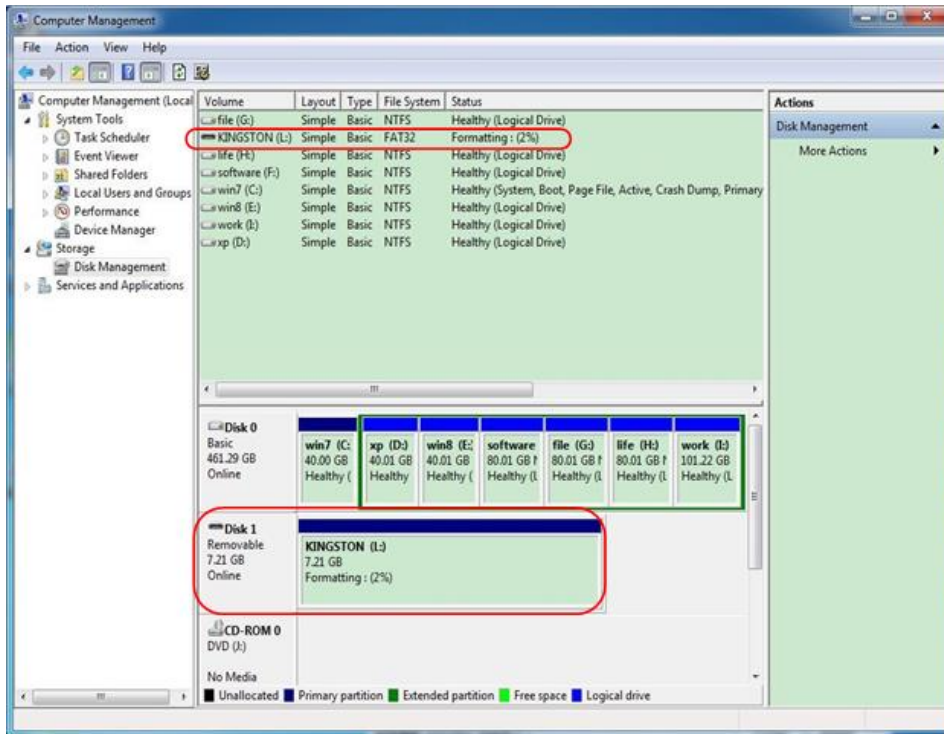 Computer Management
File Action View Help
Computer Management (Local
System Tools
Task Scheduler
Event Viewer
Shared Folders
Local Users and Groups
Performance
Device Manager
Storage
Disk Management
Services and Applications
Volume Layout Type File System Status
file (G:) Simple Basic NTFS Healthy (Logical Drive)
KINGSTON (L:) Simple Basic FAT32 Formatting : (2%)
life (H:) Simple Basic NTFS Healthy (Logical Drive)
software (F:) Simple Basic NTFS Healthy (Logical Drive)
win7 (C:) Simple Basic NTFS Healthy (System, Boot, Page File, Active, Crash Dump, Primary
win8 (E:) Simple Basic NTFS Healthy (Logical Drive)
work (I:) Simple Basic NTFS Healthy (Logical Drive)
xp (D:) Simple Basic NTFS Healthy (Logical Drive)
Actions
Disk Management
More Actions
Disk 0
Basic
461.29 GB
Online
win7 (C: xp (D:) win8 (E: software file (G:) life (H:) work (I:)
40.00 GB 40.01 GB 40.01 GB 80.01 GB N 80.01 GB N 80.01 GB N 101.22 GB
Healthy ( Healthy Healthy ( Healthy (L Healthy (L Healthy (L Healthy (L
Disk 1
Removable
7.21 GB
Online
KINGSTON (L:)
7.21 GB
Formatting : (2%)
CD-ROM 0
DVD (J:)
No Media
Unallocated Primary partition Extended partition Free space Logical drive